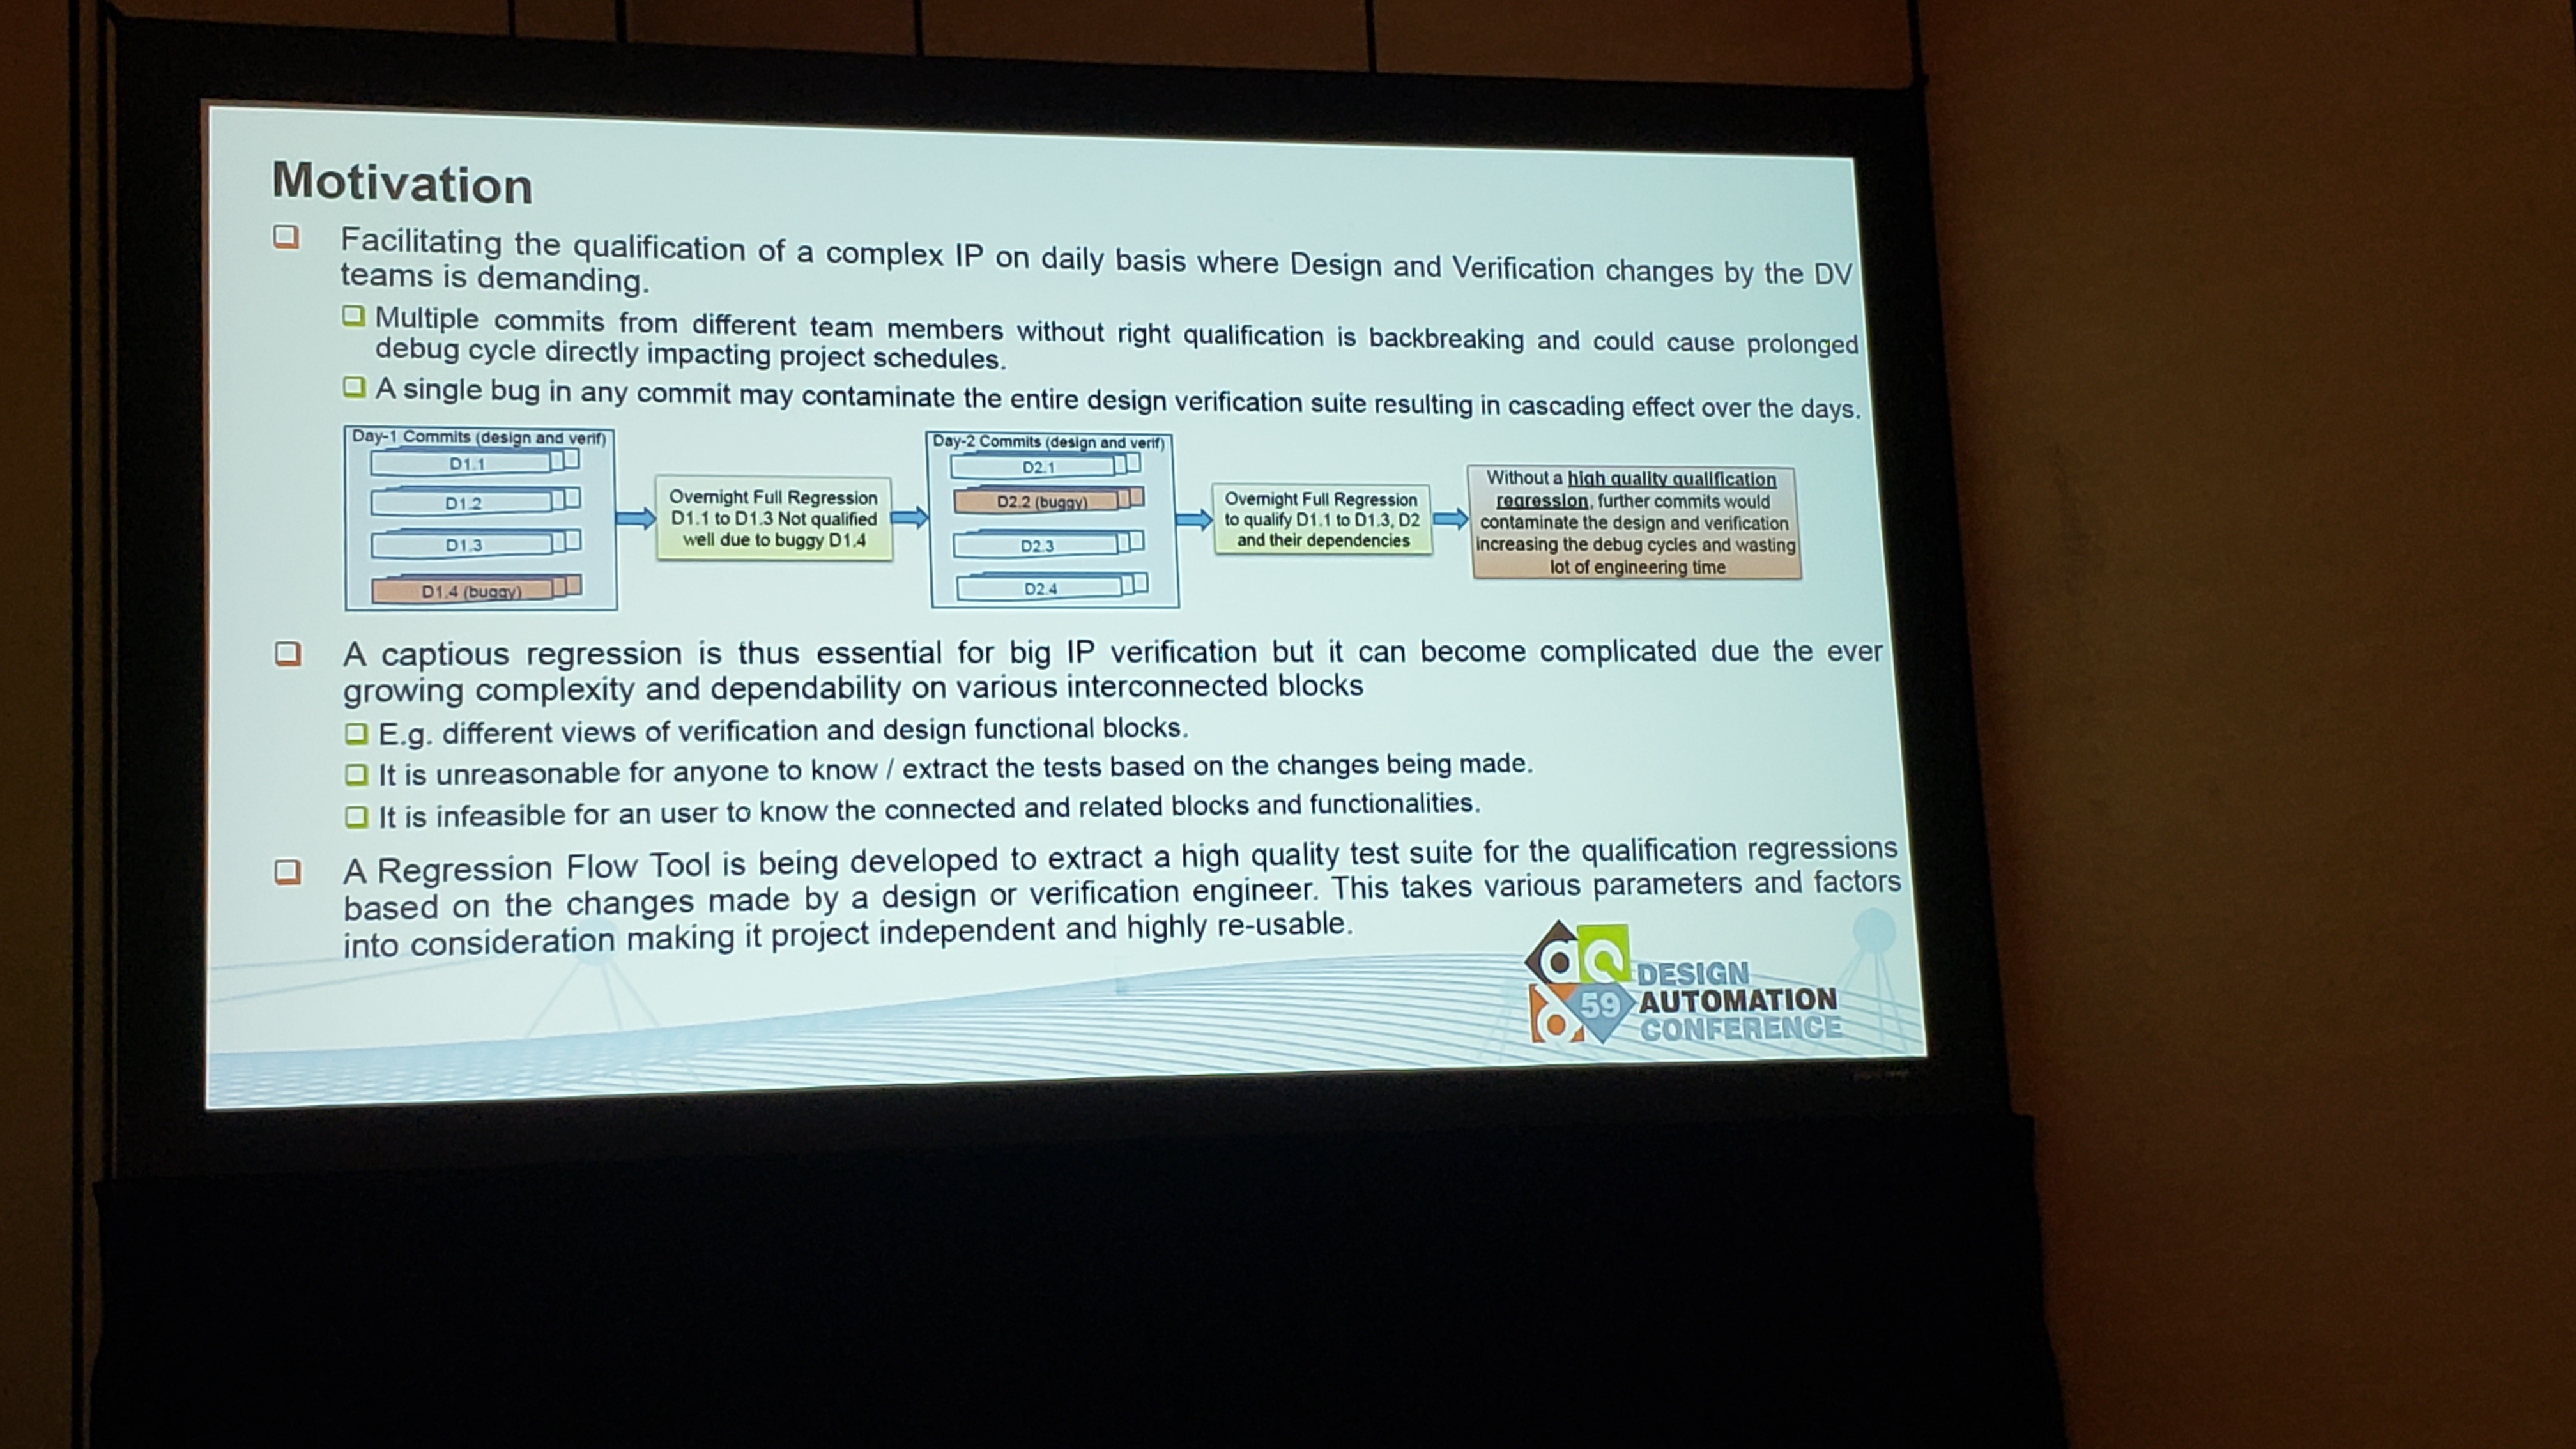 Motivation
Facilitating the qualification of a complex IP on daily basis where Design and Verification changes by the DV
teams is demanding.
Multiple commits from different team members without right qualification is backbreaking and could cause prolonged
debug cycle directly impacting project schedules.
A single bug in any commit may contaminate the entire design verification suite resulting in cascading effect over the days.
Day-1 Commits (design and verif)
D1.1
D1.2
D1.3
D1.4 (buggy)
Overnight Full Regression
D1.1 to D1.3 Not qualified
well due to buggy D1.4
Day-2 Commits (design and verif)
D2.1
D2.2 (buggy)
D2.3
D2.4
Overnight Full Regression
to qualify D1.1 to D1.3, D2
and their dependencies
Without a high quality qualification
regression, further commits would
contaminate the design and verification
increasing the debug cycles and wasting
lot of engineering time
A captious regression is thus essential for big IP verification but it can become complicated due the ever
growing complexity and dependability on various interconnected blocks
E.g. different views of verification and design functional blocks.
It is unreasonable for anyone to know / extract the tests based on the changes being made.
It is infeasible for an user to know the connected and related blocks and functionalities.
A Regression Flow Tool is being developed to extract a high quality test suite for the qualification regressions
based on the changes made by a design or verification engineer. This takes various parameters and factors
into consideration making it project independent and highly re-usable.
59
DESIGN
AUTOMATION
CONFERENCE